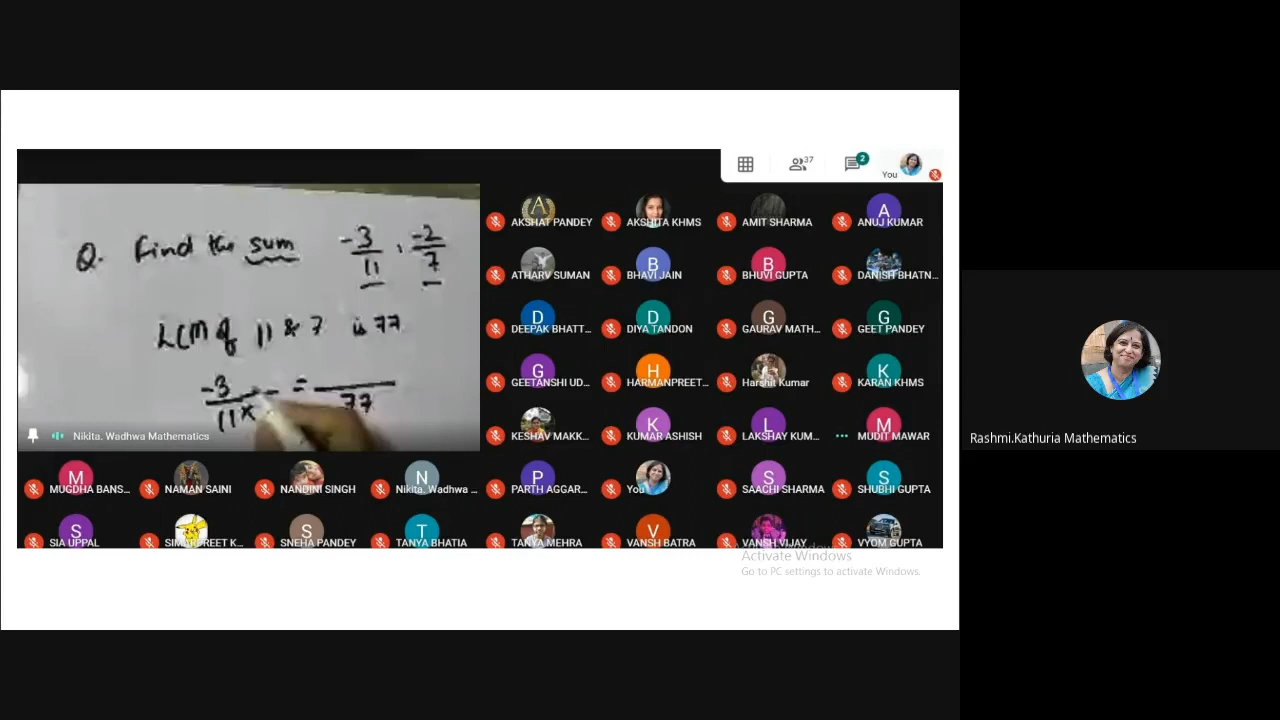 37
2
You
Q. Find the sum -3/11 , -2/7
LCM of 11 & 7 is 77
-3/11 × = /77
Nikita. Wadhwa Mathematics
AKSHAT PANDEY
AKSHITA KHMS
AMIT SHARMA
ANUJ KUMAR
ATHARV SUMAN
B
BHAVI JAIN
B
BHUVI GUPTA
DANISH BHATN...
D
DEEPAK BHATT...
D
DIYA TANDON
G
GAURAV MATH...
G
GEET PANDEY
G
GEETANSHI UD...
H
HARMANPREET...
Harshit Kumar
K
KARAN KHMS
KESHAV MAKK...
K
KUMAR ASHISH
L
LAKSHAY KUM...
M
MUDIT MAWAR
M
MUGDHA BANS...
NAMAN SAINI
NANDINI SINGH
N
Nikita. Wadhwa ...
P
PARTH AGGAR...
You
S
SAACHI SHARMA
S
SHUBHI GUPTA
S
SIA UPPAL
SIMARPREET K...
S
SNEHA PANDEY
T
TANYA BHATIA
TANYA MEHRA
V
VANSH BATRA
VANSH VIJAY
VYOM GUPTA
Activate Windows
Go to PC settings to activate Windows.
Rashmi.Kathuria Mathematics